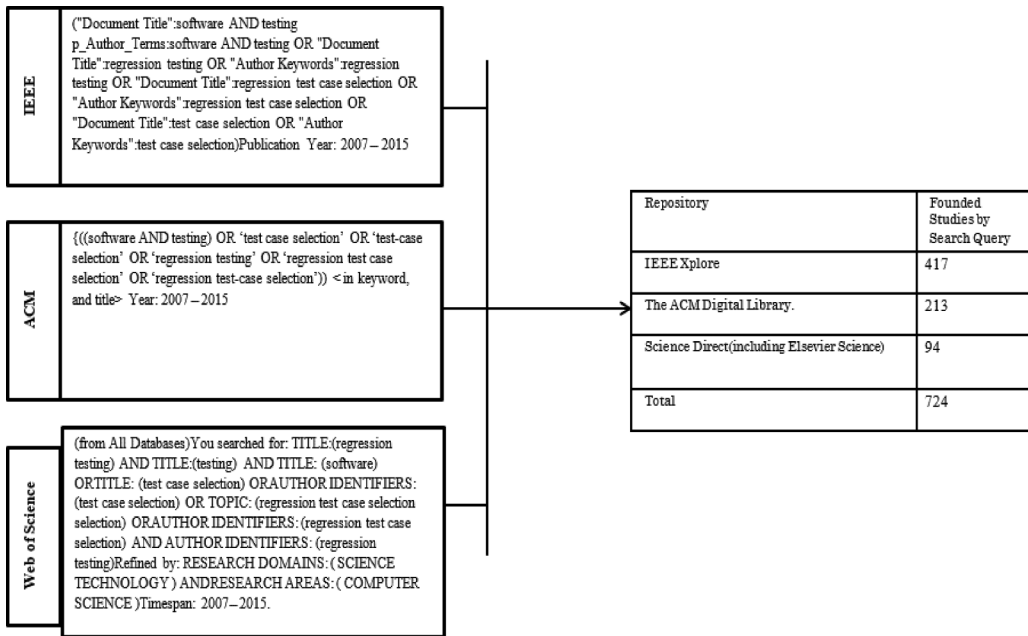 IEEE
("Document Title":software AND testing
p_Author_Terms:software AND testing OR "Document
Title":regression testing OR "Author Keywords":regression
testing OR "Document Title":regression test case selection OR
"Author Keywords":regression test case selection OR
"Document Title":test case selection OR "Author
Keywords":test case selection)Publication Year: 2007–2015
ACM
{((software AND testing) OR ‘test case selection’ OR ‘test-case
selection’ OR ‘regression testing’ OR ‘regression test case
selection’ OR ‘regression test-case selection’)) <in keyword,
and title> Year: 2007–2015
Web of Science
(from All Databases)You searched for: TITLE:(regression
testing) AND TITLE:(testing) AND TITLE: (software)
ORTITLE: (test case selection) ORAUTHOR IDENTIFIERS:
(test case selection) OR TOPIC: (regression test case selection
selection) ORAUTHOR IDENTIFIERS: (regression test case
selection) AND AUTHOR IDENTIFIERS: (regression
testing)Refined by: RESEARCH DOMAINS: ( SCIENCE
TECHNOLOGY ) ANDRESEARCH AREAS: ( COMPUTER
SCIENCE )Timespan: 2007–2015.
Repository
Founded
Studies by
Search Query
IEEE Xplore
417
The ACM Digital Library.
213
Science Direct(including Elsevier Science)
94
Total
724